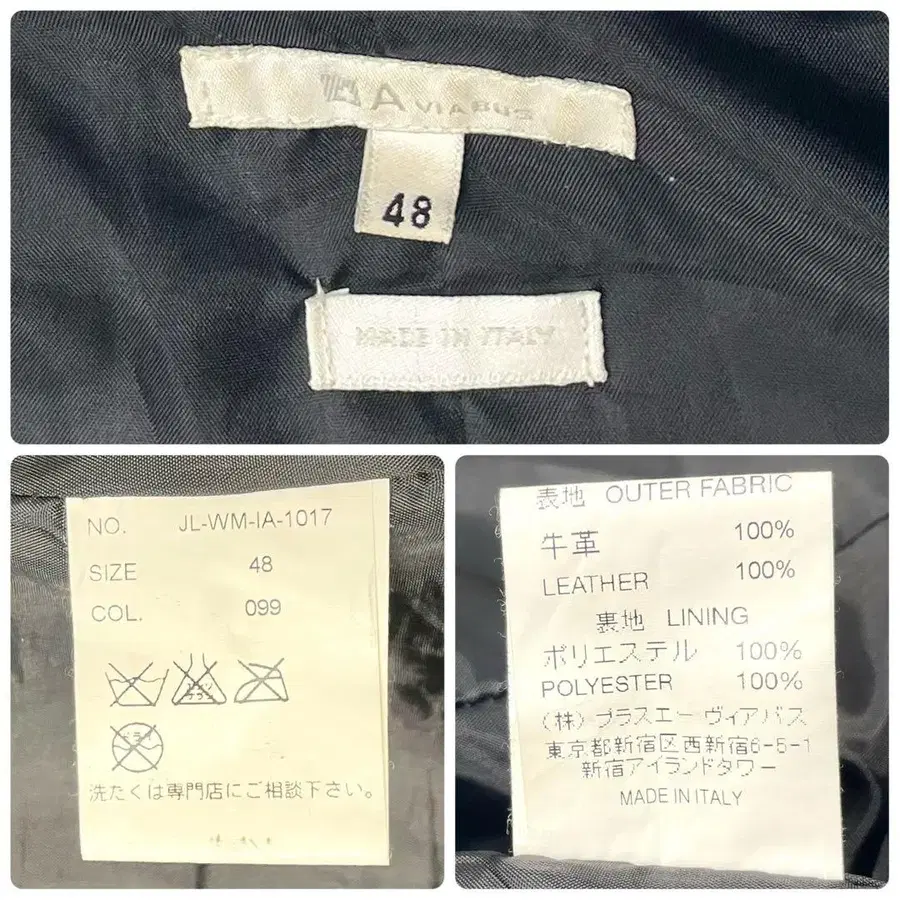 A VIABUS
48
MADE IN ITALY
NO. JL-WM-IA-1017
SIZE 48
COL. 099
洗たくは専門店にご相談下さい。
表地 OUTER FABRIC
牛革 100%
LEATHER 100%
裏地 LINING
ポリエステル 100%
POLYESTER 100%
(株)プラスエー ヴィアバス
東京都新宿区西新宿6-5-1
新宿アイランドタワー
MADE IN ITALY